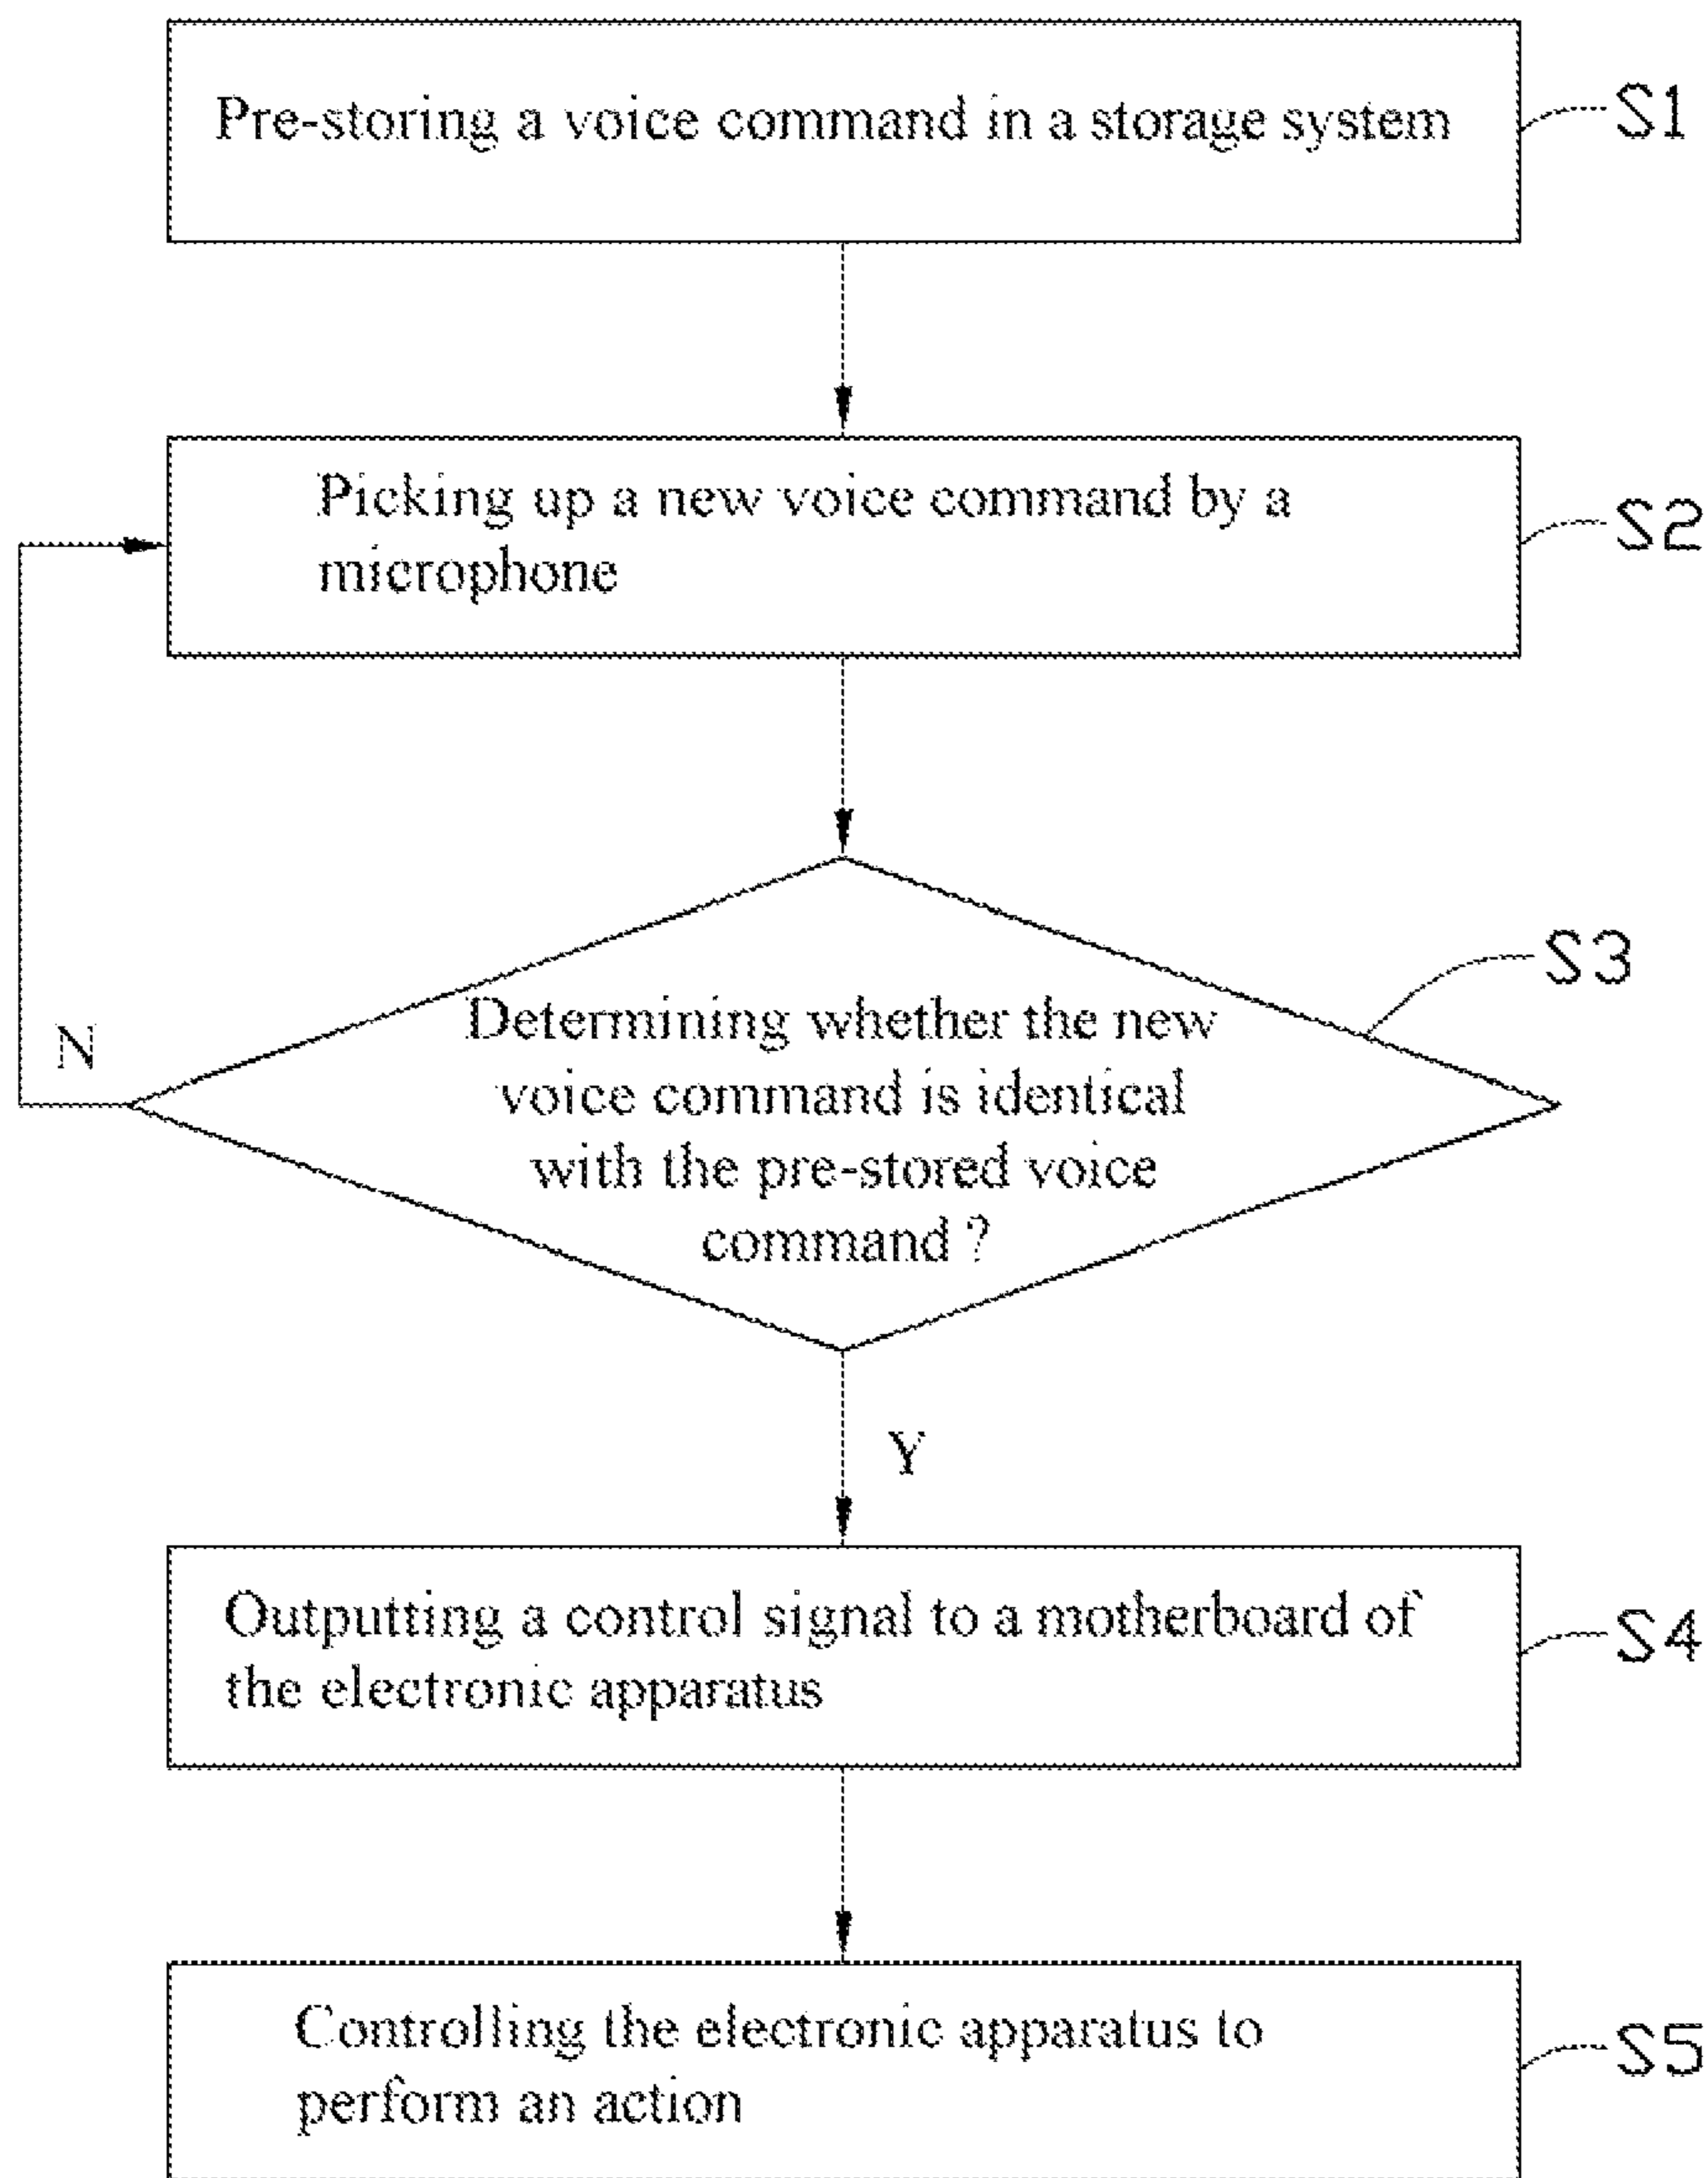 Pre-storing a voice command in a storage system
S1
Picking up a new voice command by a
microphone
S2
S3
Determining whether the new
voice command is identical
with the pre-stored voice
command ?
N
Y
Outputting a control signal to a motherboard of
the electronic apparatus
S4
Controlling the electronic apparatus to
perform an action
S5